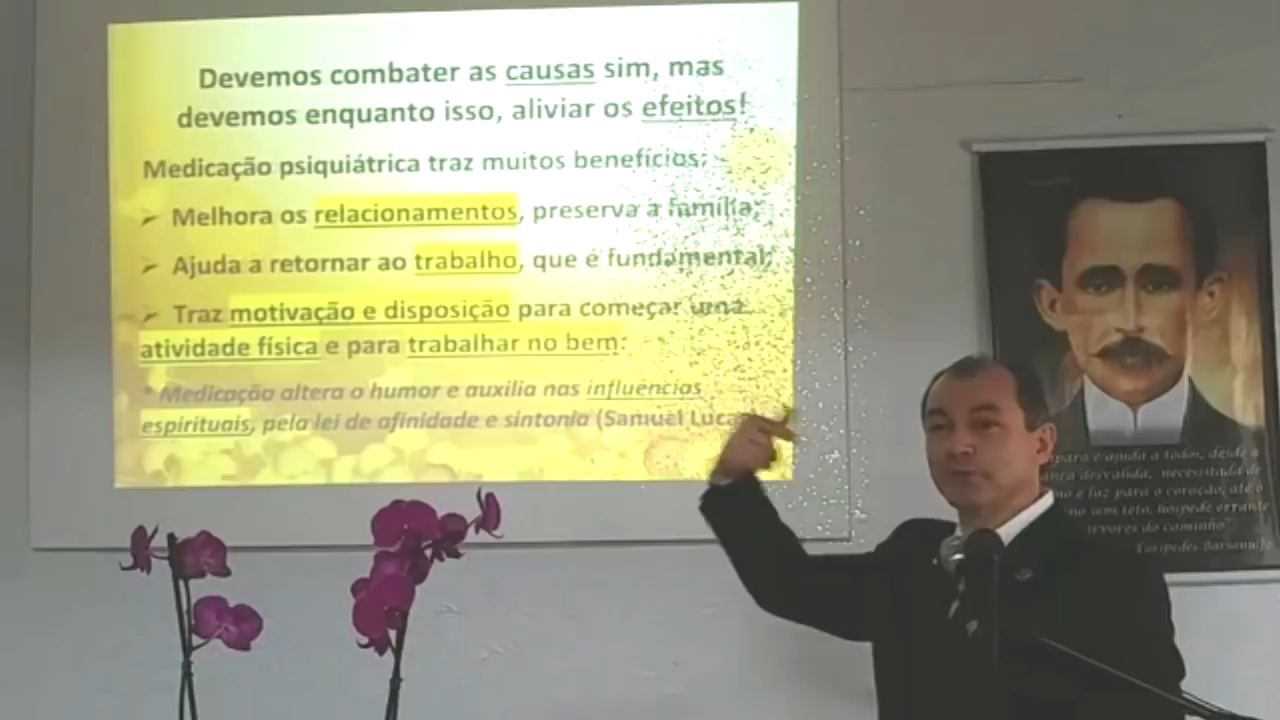 Devemos combater as causas sim, mas
devemos enquanto isso, aliviar os efeitos!
Medicação psiquiátrica traz muitos benefícios:
➢ Melhora os relacionamentos, preserva a família;
➢ Ajuda a retornar ao trabalho, que é fundamental;
➢ Traz motivação e disposição para começar uma
atividade física e para trabalhar no bem;
* Medicação altera o humor e auxilia nas influências
espirituais, pela lei de afinidade e sintonia (Samuel
para e ajuda a todos, desde a
desvalida, necessitada de
e luz para o coração, até o
sem teto, hóspede errante
do caminho"
Eurípedes Barsanulfo